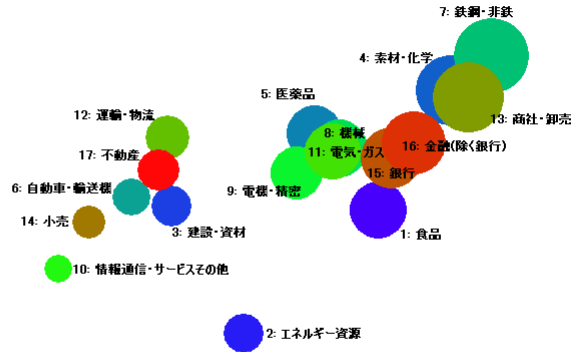 7: 鉄鋼・非鉄
4: 素材・化学
5: 医薬品
12: 運輸・物流
13: 商社・卸売
8: 機械
16: 金融(除く銀行)
11: 電気・ガス
17: 不動産
15: 銀行
6: 自動車・輸送機
9: 電機・精密
14: 小売
3: 建設・資材
1: 食品
10: 情報通信・サービスその他
2: エネルギー資源